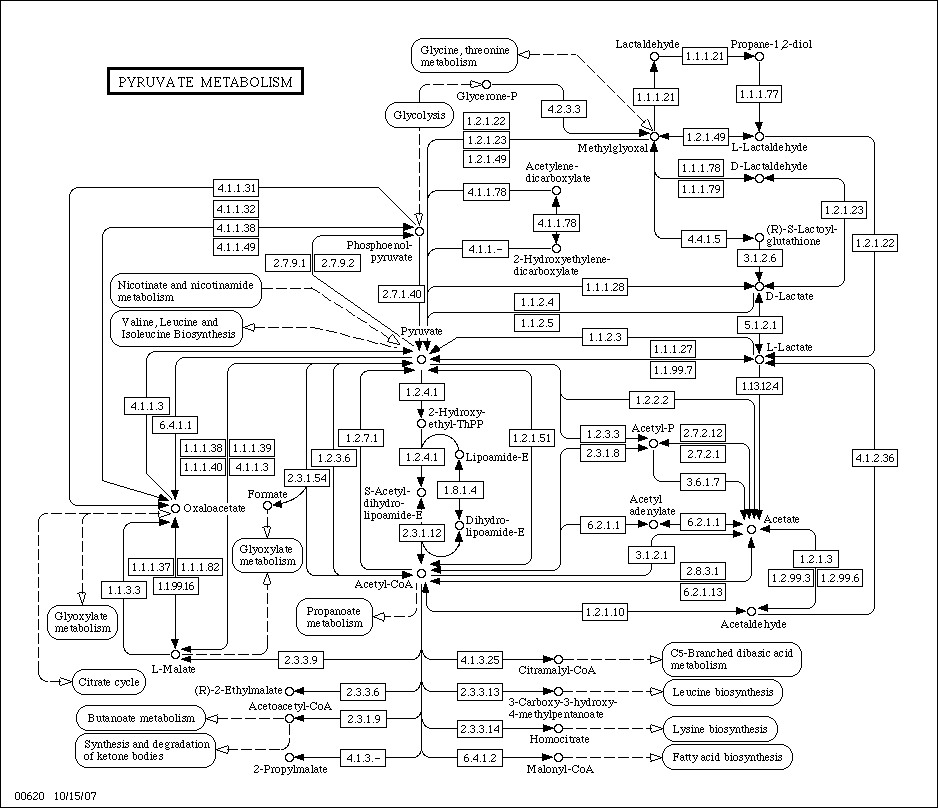 PYRUVATE METABOLISM
Glycine, threonine
metabolism
Lactaldehyde
Propane-1,2-diol
1.1.1.21
1.1.1.21
1.1.1.77
Glycerone-P
4.2.3.3
Glycolysis
1.2.1.22
1.2.1.23
1.2.1.49
Methylglyoxal
1.2.1.49
L-Lactaldehyde
1.1.1.78
1.1.1.79
D-Lactaldehyde
Acetylene-
dicarboxylate
4.1.1.78
4.1.1.78
4.1.1.-
2-Hydroxyethylene-
dicarboxylate
1.2.1.23
1.2.1.22
4.4.1.5
(R)-S-Lactoyl-
glutathione
3.1.2.6
4.1.1.31
4.1.1.32
4.1.1.38
4.1.1.49
Phosphoenol-
pyruvate
2.7.9.1
2.7.9.2
2.7.1.40
Nicotinate and nicotinamide
metabolism
Valine, Leucine and
Isoleucine Biosynthesis
Pyruvate
1.1.1.28
D-Lactate
1.1.2.4
1.1.2.5
5.1.2.1
1.1.2.3
L-Lactate
1.1.1.27
1.1.99.7
1.13.12.4
4.1.1.3
6.4.1.1
1.1.1.38
1.1.1.39
1.1.1.40
4.1.1.3
1.2.4.1
2-Hydroxy-
ethyl-ThPP
1.2.7.1
1.2.3.6
2.3.1.54
1.2.4.1
Lipoamide-E
1.2.1.51
1.2.2.2
Acetyl-P
1.2.3.3
2.3.1.8
2.7.2.12
2.7.2.1
3.6.1.7
4.1.2.36
Formate
Oxaloacetate
S-Acetyl-
dihydro-
lipoamide-E
1.8.1.4
Dihydro-
lipoamide-E
2.3.1.12
Acetyl
adenylate
6.2.1.1
6.2.1.1
Acetate
Glyoxylate
metabolism
3.1.2.1
2.8.3.1
6.2.1.13
1.2.1.3
1.2.99.3
1.2.99.6
1.1.1.37
1.1.1.82
1.1.99.16
1.1.3.3
Acetyl-CoA
Glyoxylate
metabolism
Propanoate
metabolism
1.2.1.10
Acetaldehyde
L-Malate
2.3.3.9
4.1.3.25
Citramalyl-CoA
C5-Branched dibasic acid
metabolism
Citrate cycle
(R)-2-Ethylmalate
2.3.3.6
2.3.3.13
3-Carboxy-3-hydroxy-
4-methylpentanoate
Leucine biosynthesis
Acetoacetyl-CoA
Butanoate metabolism
2.3.1.9
2.3.3.14
Homocitrate
Lysine biosynthesis
Synthesis and degradation
of ketone bodies
2-Propylmalate
4.1.3.-
6.4.1.2
Malonyl-CoA
Fatty acid biosynthesis
00620 10/15/07